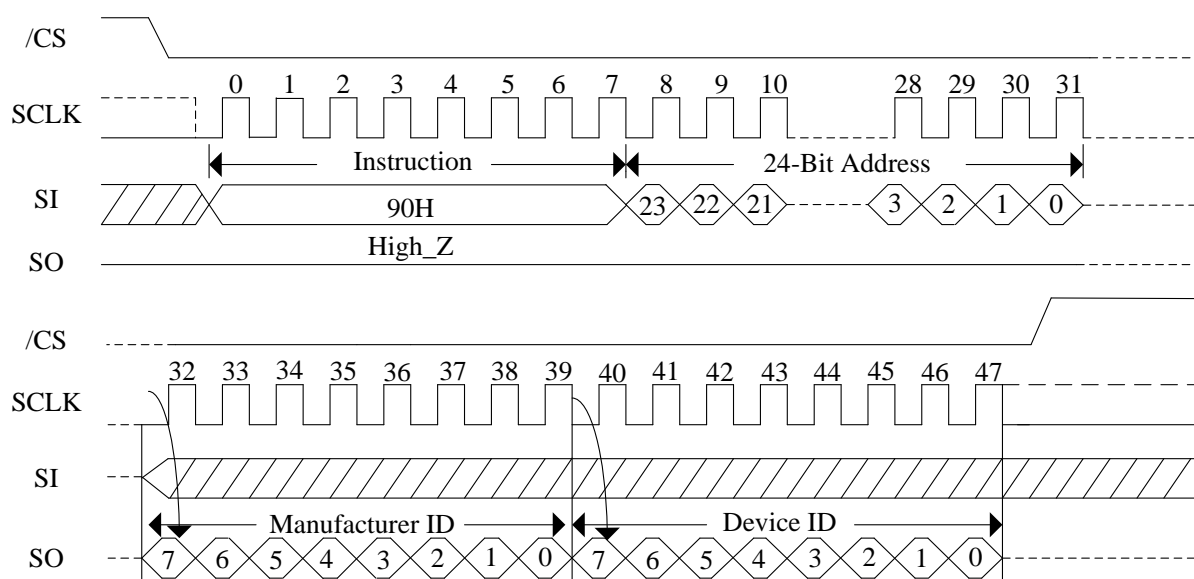 /CS
0 1 2 3 4 5 6 7 8 9 10 28 29 30 31
SCLK
Instruction 24-Bit Address
SI 90H 23 22 21 3 2 1 0
High_Z
SO
/CS
32 33 34 35 36 37 38 39 40 41 42 43 44 45 46 47
SCLK
SI
Manufacturer ID Device ID
SO 7 6 5 4 3 2 1 0 7 6 5 4 3 2 1 0